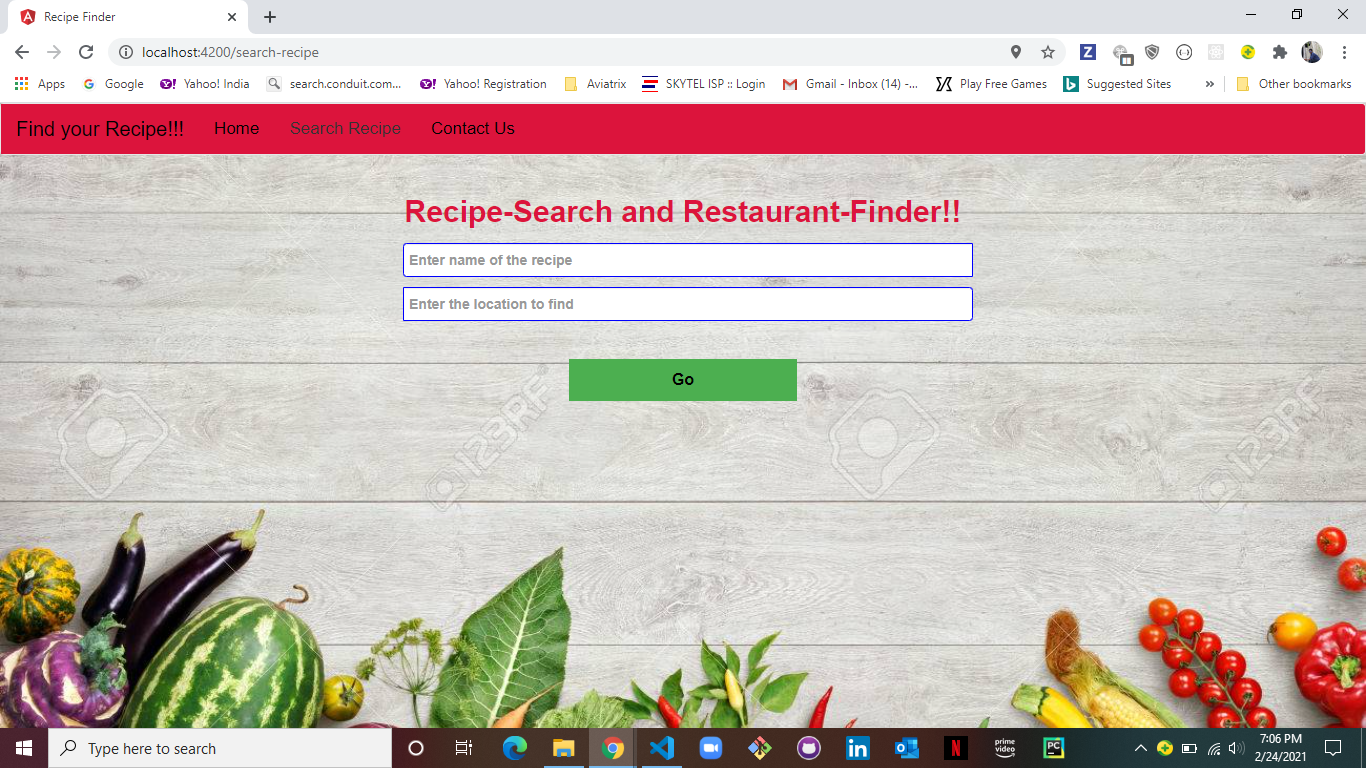 Recipe Finder
localhost:4200/search-recipe
Apps Google Yahoo! India search.conduit.com... Yahoo! Registration Aviatrix SKYTEL ISP :: Login Gmail - Inbox (14) -... Play Free Games Suggested Sites » Other bookmarks
Find your Recipe!!! Home Search Recipe Contact Us
Recipe-Search and Restaurant-Finder!!
Enter name of the recipe
Enter the location to find
Go
123RF
123RF
Type here to search
prime video
PC
7:06 PM
2/24/2021